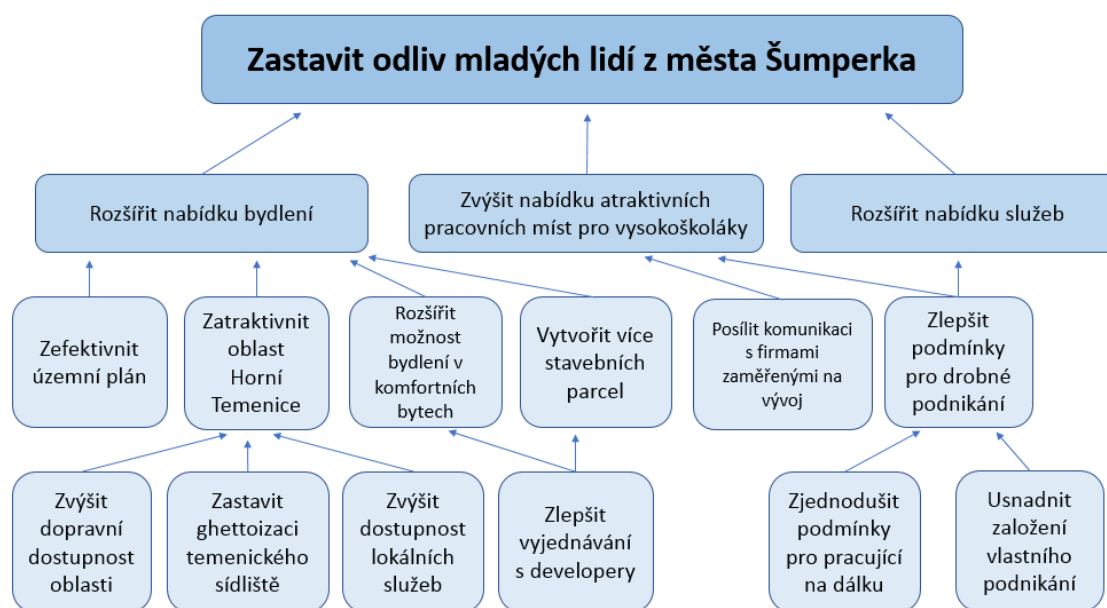 Zastavit odliv mladých lidí z města Šumperka
Rozšířit nabídku bydlení
Zvýšit nabídku atraktivních
pracovních míst pro vysokoškoláky
Rozšířit nabídku služeb
Zefektivnit
územní plán
Zatraktivnit
oblast
Horní
Temenice
Rozšířit
možnost
bydlení v
komfortních
bytech
Vytvořit více
stavebních
parcel
Posílit komunikaci
s firmami
zaměřenými na
vývoj
Zlepšit
podmínky
pro drobné
podnikání
Zvýšit
dopravní
dostupnost
oblasti
Zastavit
ghettoizaci
temenického
sídliště
Zvýšit
dostupnost
lokálních
služeb
Zlepšit
vyjednávání
s developery
Zjednodušit
podmínky
pro pracující
na dálku
Usnadnit
založení
vlastního
podnikání